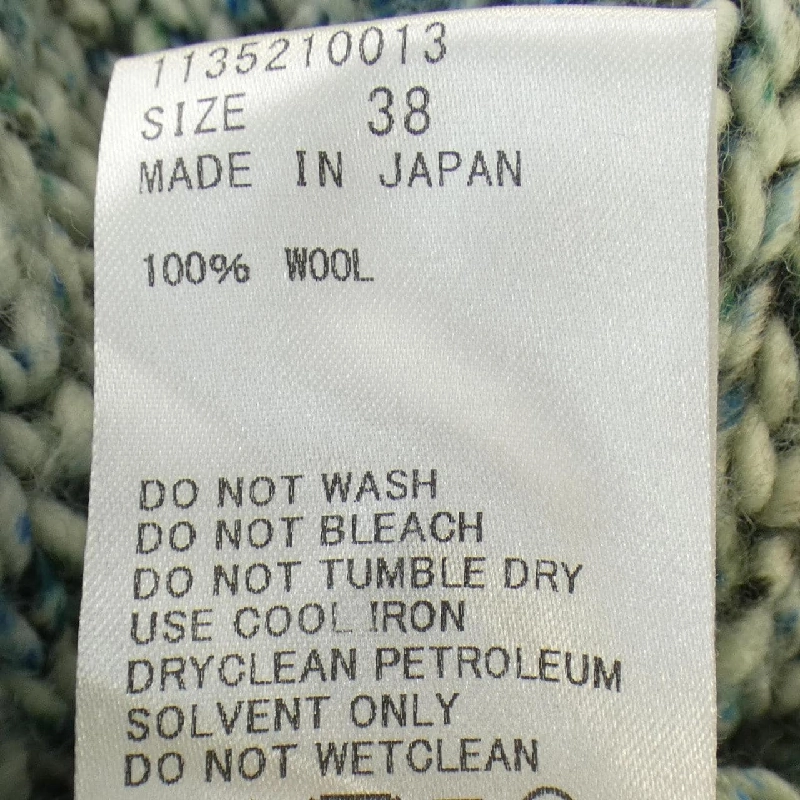 1135210013
SIZE 38
MADE IN JAPAN
100% WOOL
DO NOT WASH
DO NOT BLEACH
DO NOT TUMBLE DRY
USE COOL IRON
DRYCLEAN PETROLEUM
SOLVENT ONLY
DO NOT WETCLEAN